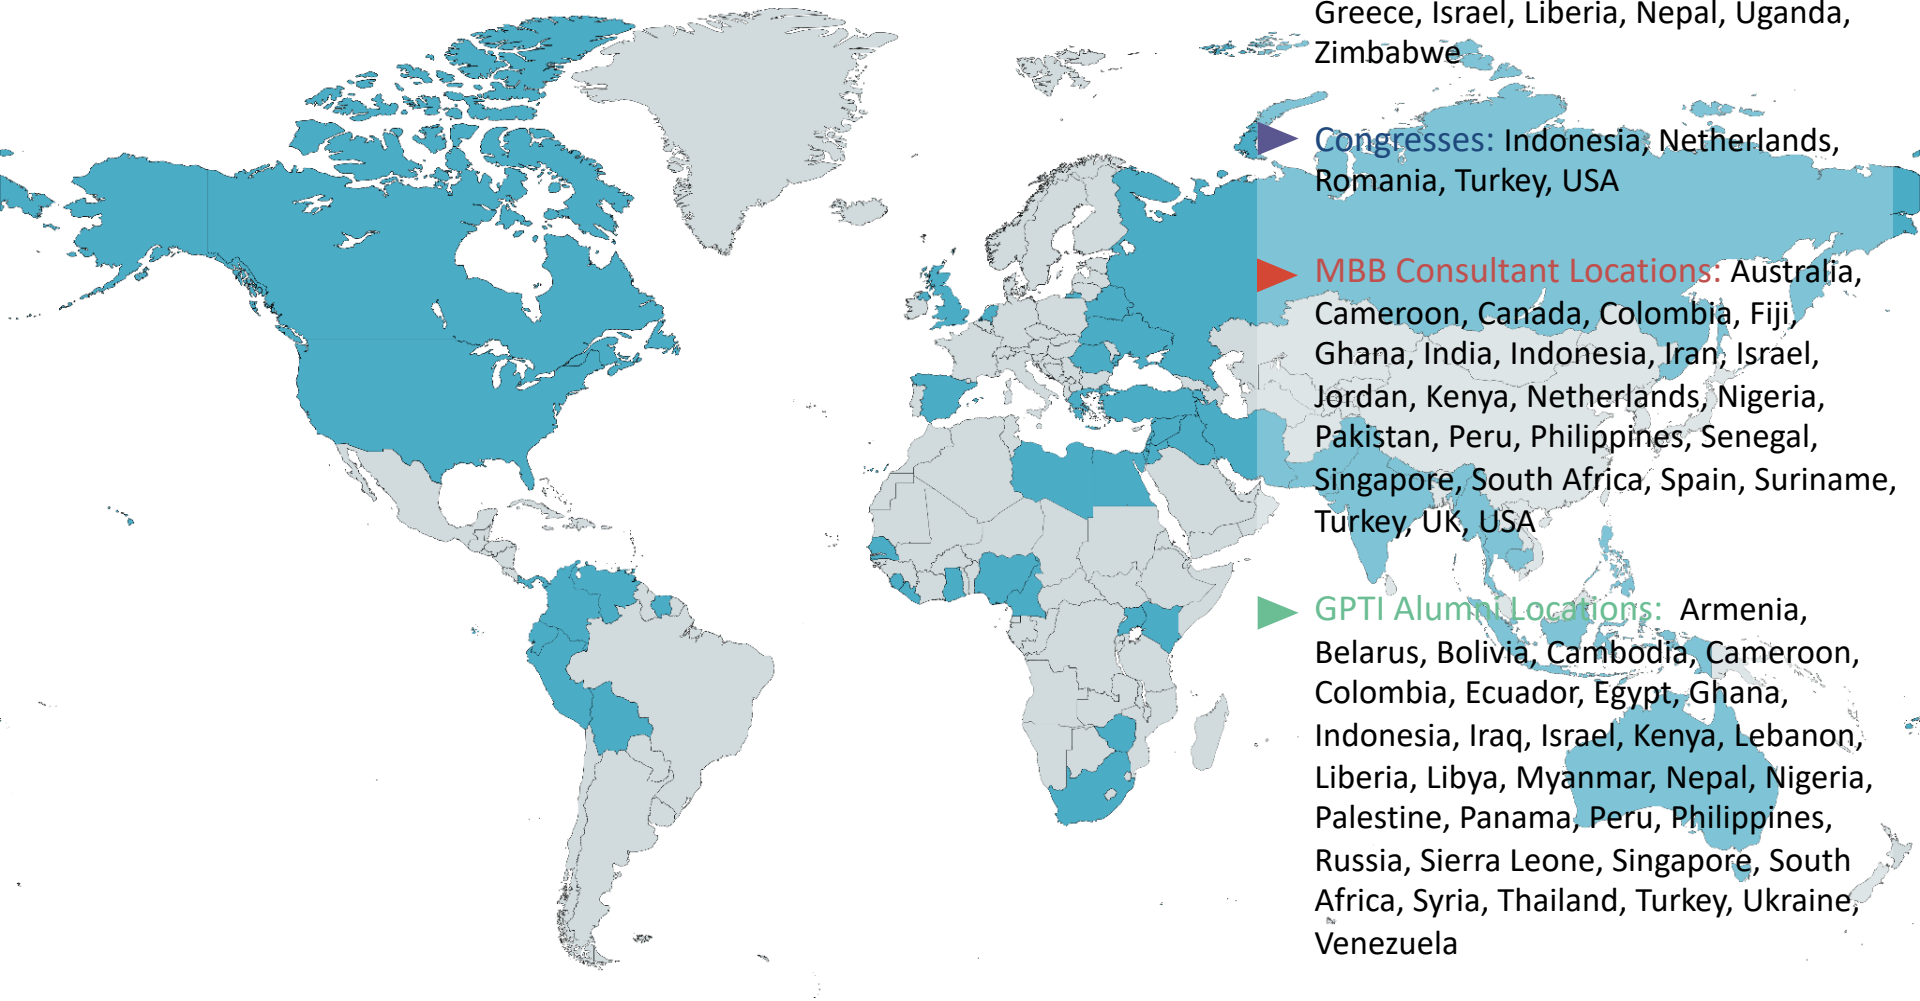 Greece, Israel, Liberia, Nepal, Uganda,
Zimbabwe
Congresses: Indonesia, Netherlands,
Romania, Turkey, USA
MBB Consultant Locations: Australia,
Cameroon, Canada, Colombia, Fiji,
Ghana, India, Indonesia, Iran, Israel,
Jordan, Kenya, Netherlands, Nigeria,
Pakistan, Peru, Philippines, Senegal,
Singapore, South Africa, Spain, Suriname,
Turkey, UK, USA
GPTI Alumni Locations: Armenia,
Belarus, Bolivia, Cambodia, Cameroon,
Colombia, Ecuador, Egypt, Ghana,
Indonesia, Iraq, Israel, Kenya, Lebanon,
Liberia, Libya, Myanmar, Nepal, Nigeria,
Palestine, Panama, Peru, Philippines,
Russia, Sierra Leone, Singapore, South
Africa, Syria, Thailand, Turkey, Ukraine,
Venezuela